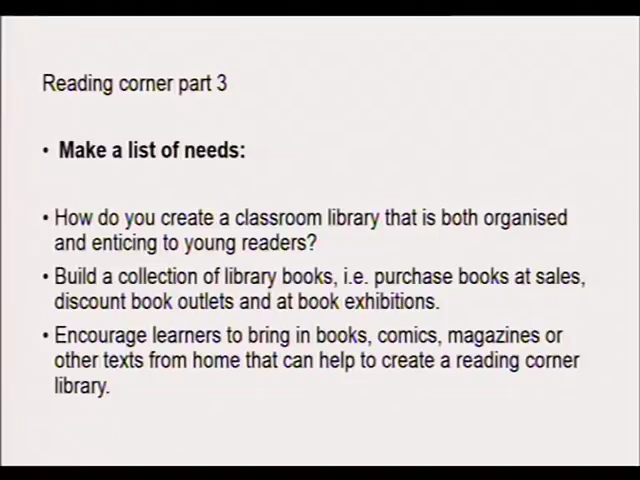 Reading corner part 3
• Make a list of needs:
• How do you create a classroom library that is both organised
and enticing to young readers?
• Build a collection of library books, i.e. purchase books at sales,
discount book outlets and at book exhibitions.
• Encourage learners to bring in books, comics, magazines or
other texts from home that can help to create a reading corner
library.